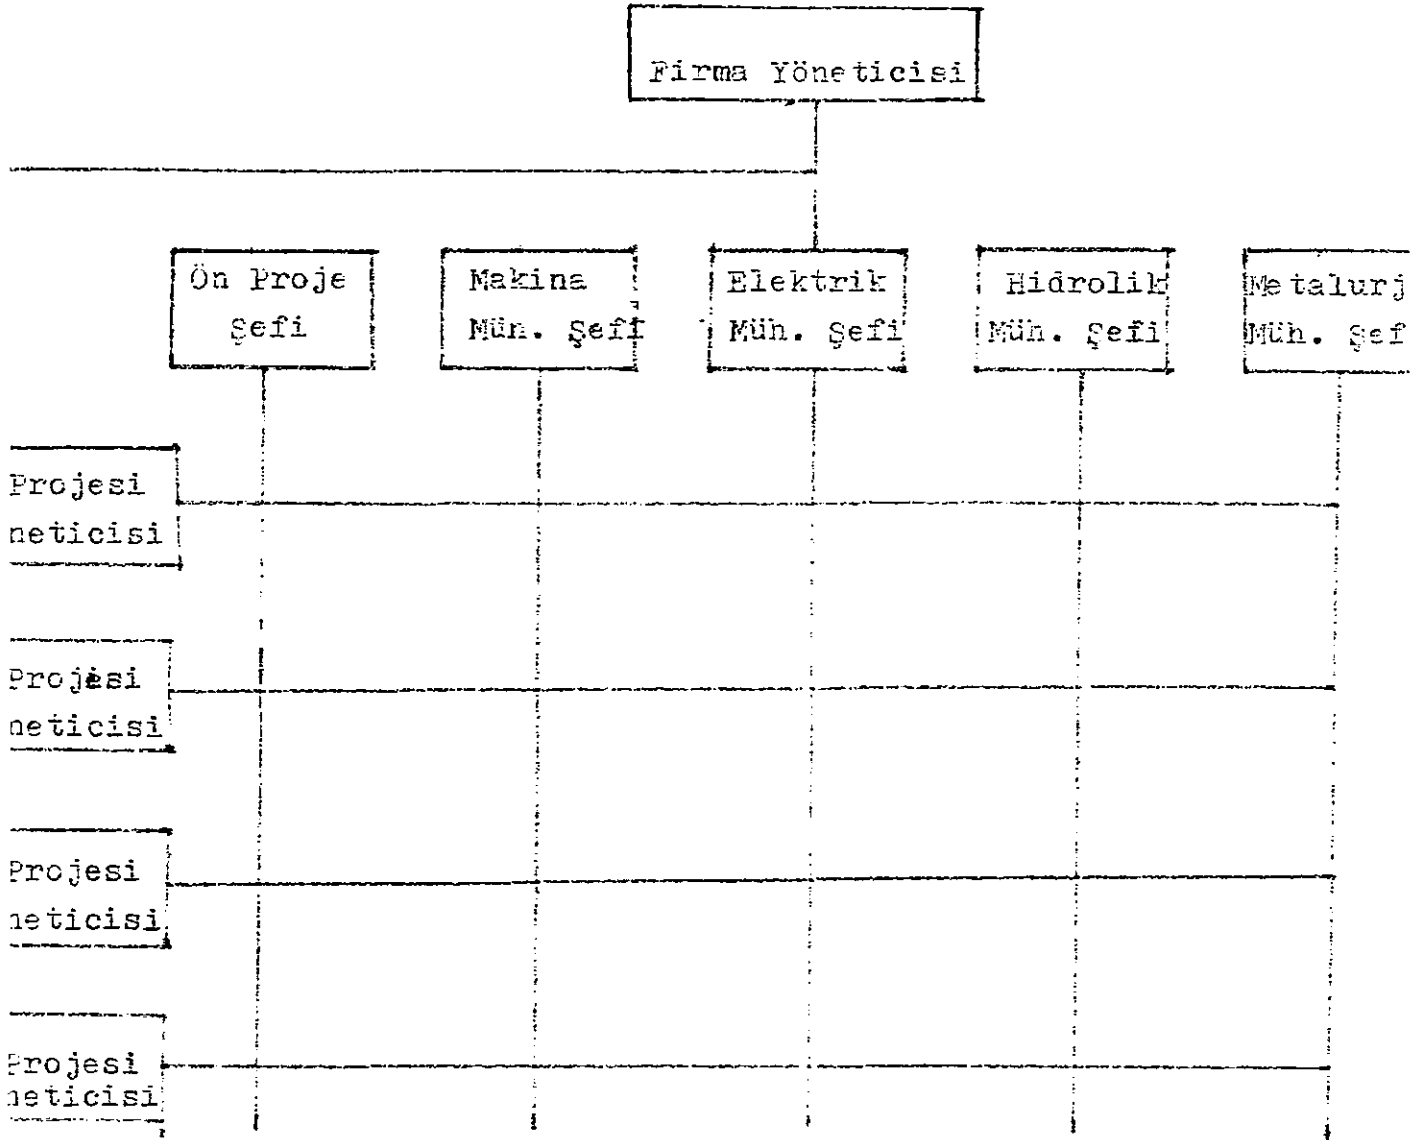 Firma Yöneticisi
Ön Proje
Şefi
Makina
Müh. Şefi
Elektrik
Müh. Şefi
Hidrolik
Müh. Şefi
Metalurj
Müh. Şef
Projesi
neticisi
Projesi
neticisi
Projesi
neticisi
Projesi
neticisi